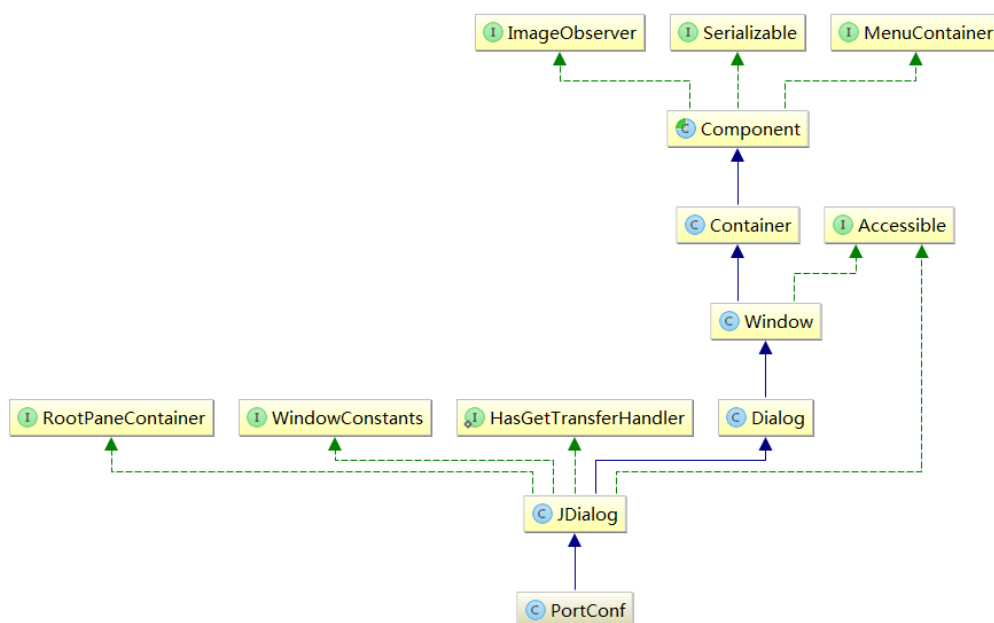 I ImageObserver
I Serializable
I MenuContainer
C Component
C Container
I Accessible
C Window
I RootPaneContainer
I WindowConstants
I HasGetTransferHandler
C Dialog
C JDialog
C PortConf